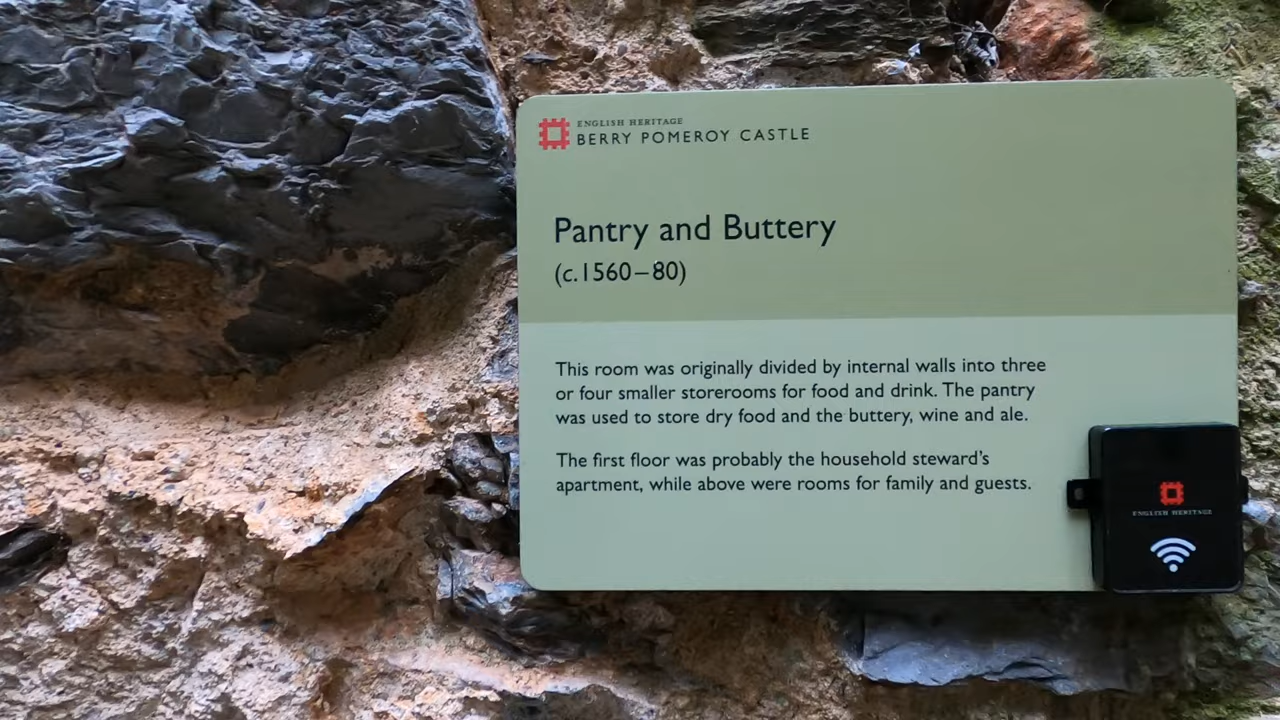 ENGLISH HERITAGE
BERRY POMEROY CASTLE
Pantry and Buttery
(c.1560–80)
This room was originally divided by internal walls into three
or four smaller storerooms for food and drink. The pantry
was used to store dry food and the buttery, wine and ale.
The first floor was probably the household steward's
apartment, while above were rooms for family and guests.
ENGLISH HERITAGE